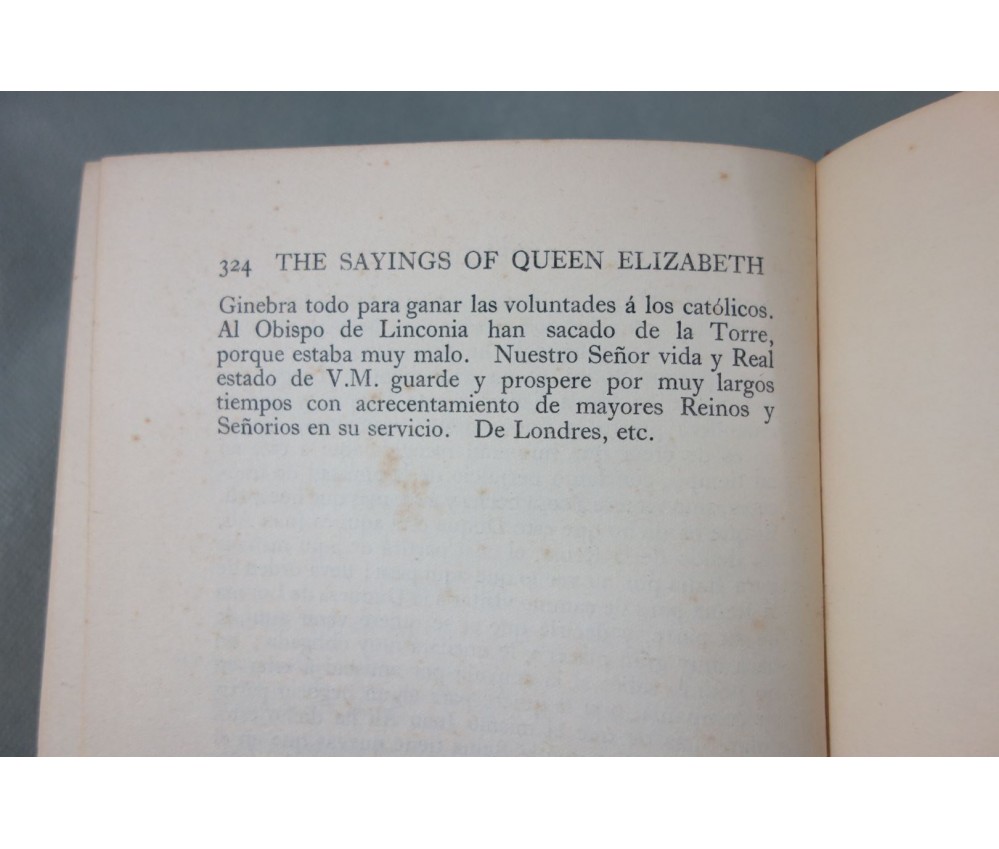 324 THE SAYINGS OF QUEEN ELIZABETH
Ginebra todo para ganar las voluntades á los católicos.
Al Obispo de Linconia han sacado de la Torre,
porque estaba muy malo. Nuestro Señor vida y Real
estado de V.M. guarde y prospere por muy largos
tiempos con acrecentamiento de mayores Reinos y
Señorios en su servicio. De Londres, etc.